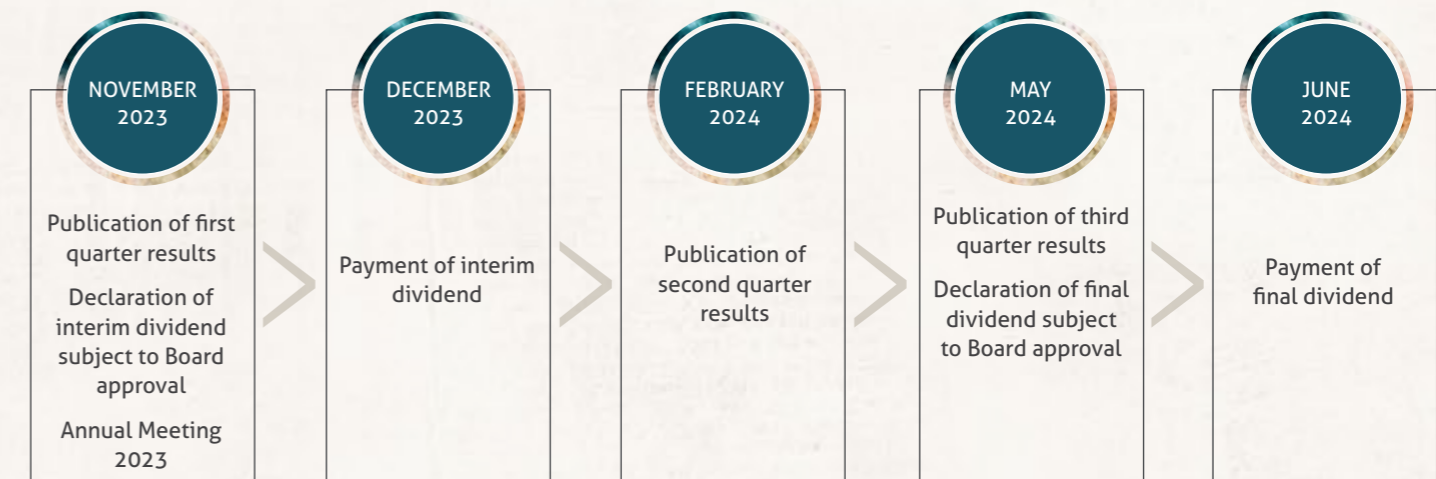 NOVEMBER
2023
Publication of first
quarter results
Declaration of
interim dividend
subject to Board
approval
Annual Meeting
2023
DECEMBER
2023
Payment of interim
dividend
FEBRUARY
2024
Publication of
second quarter
results
MAY
2024
Publication of third
quarter results
Declaration of final
dividend subject
to Board approval
JUNE
2024
Payment of
final dividend